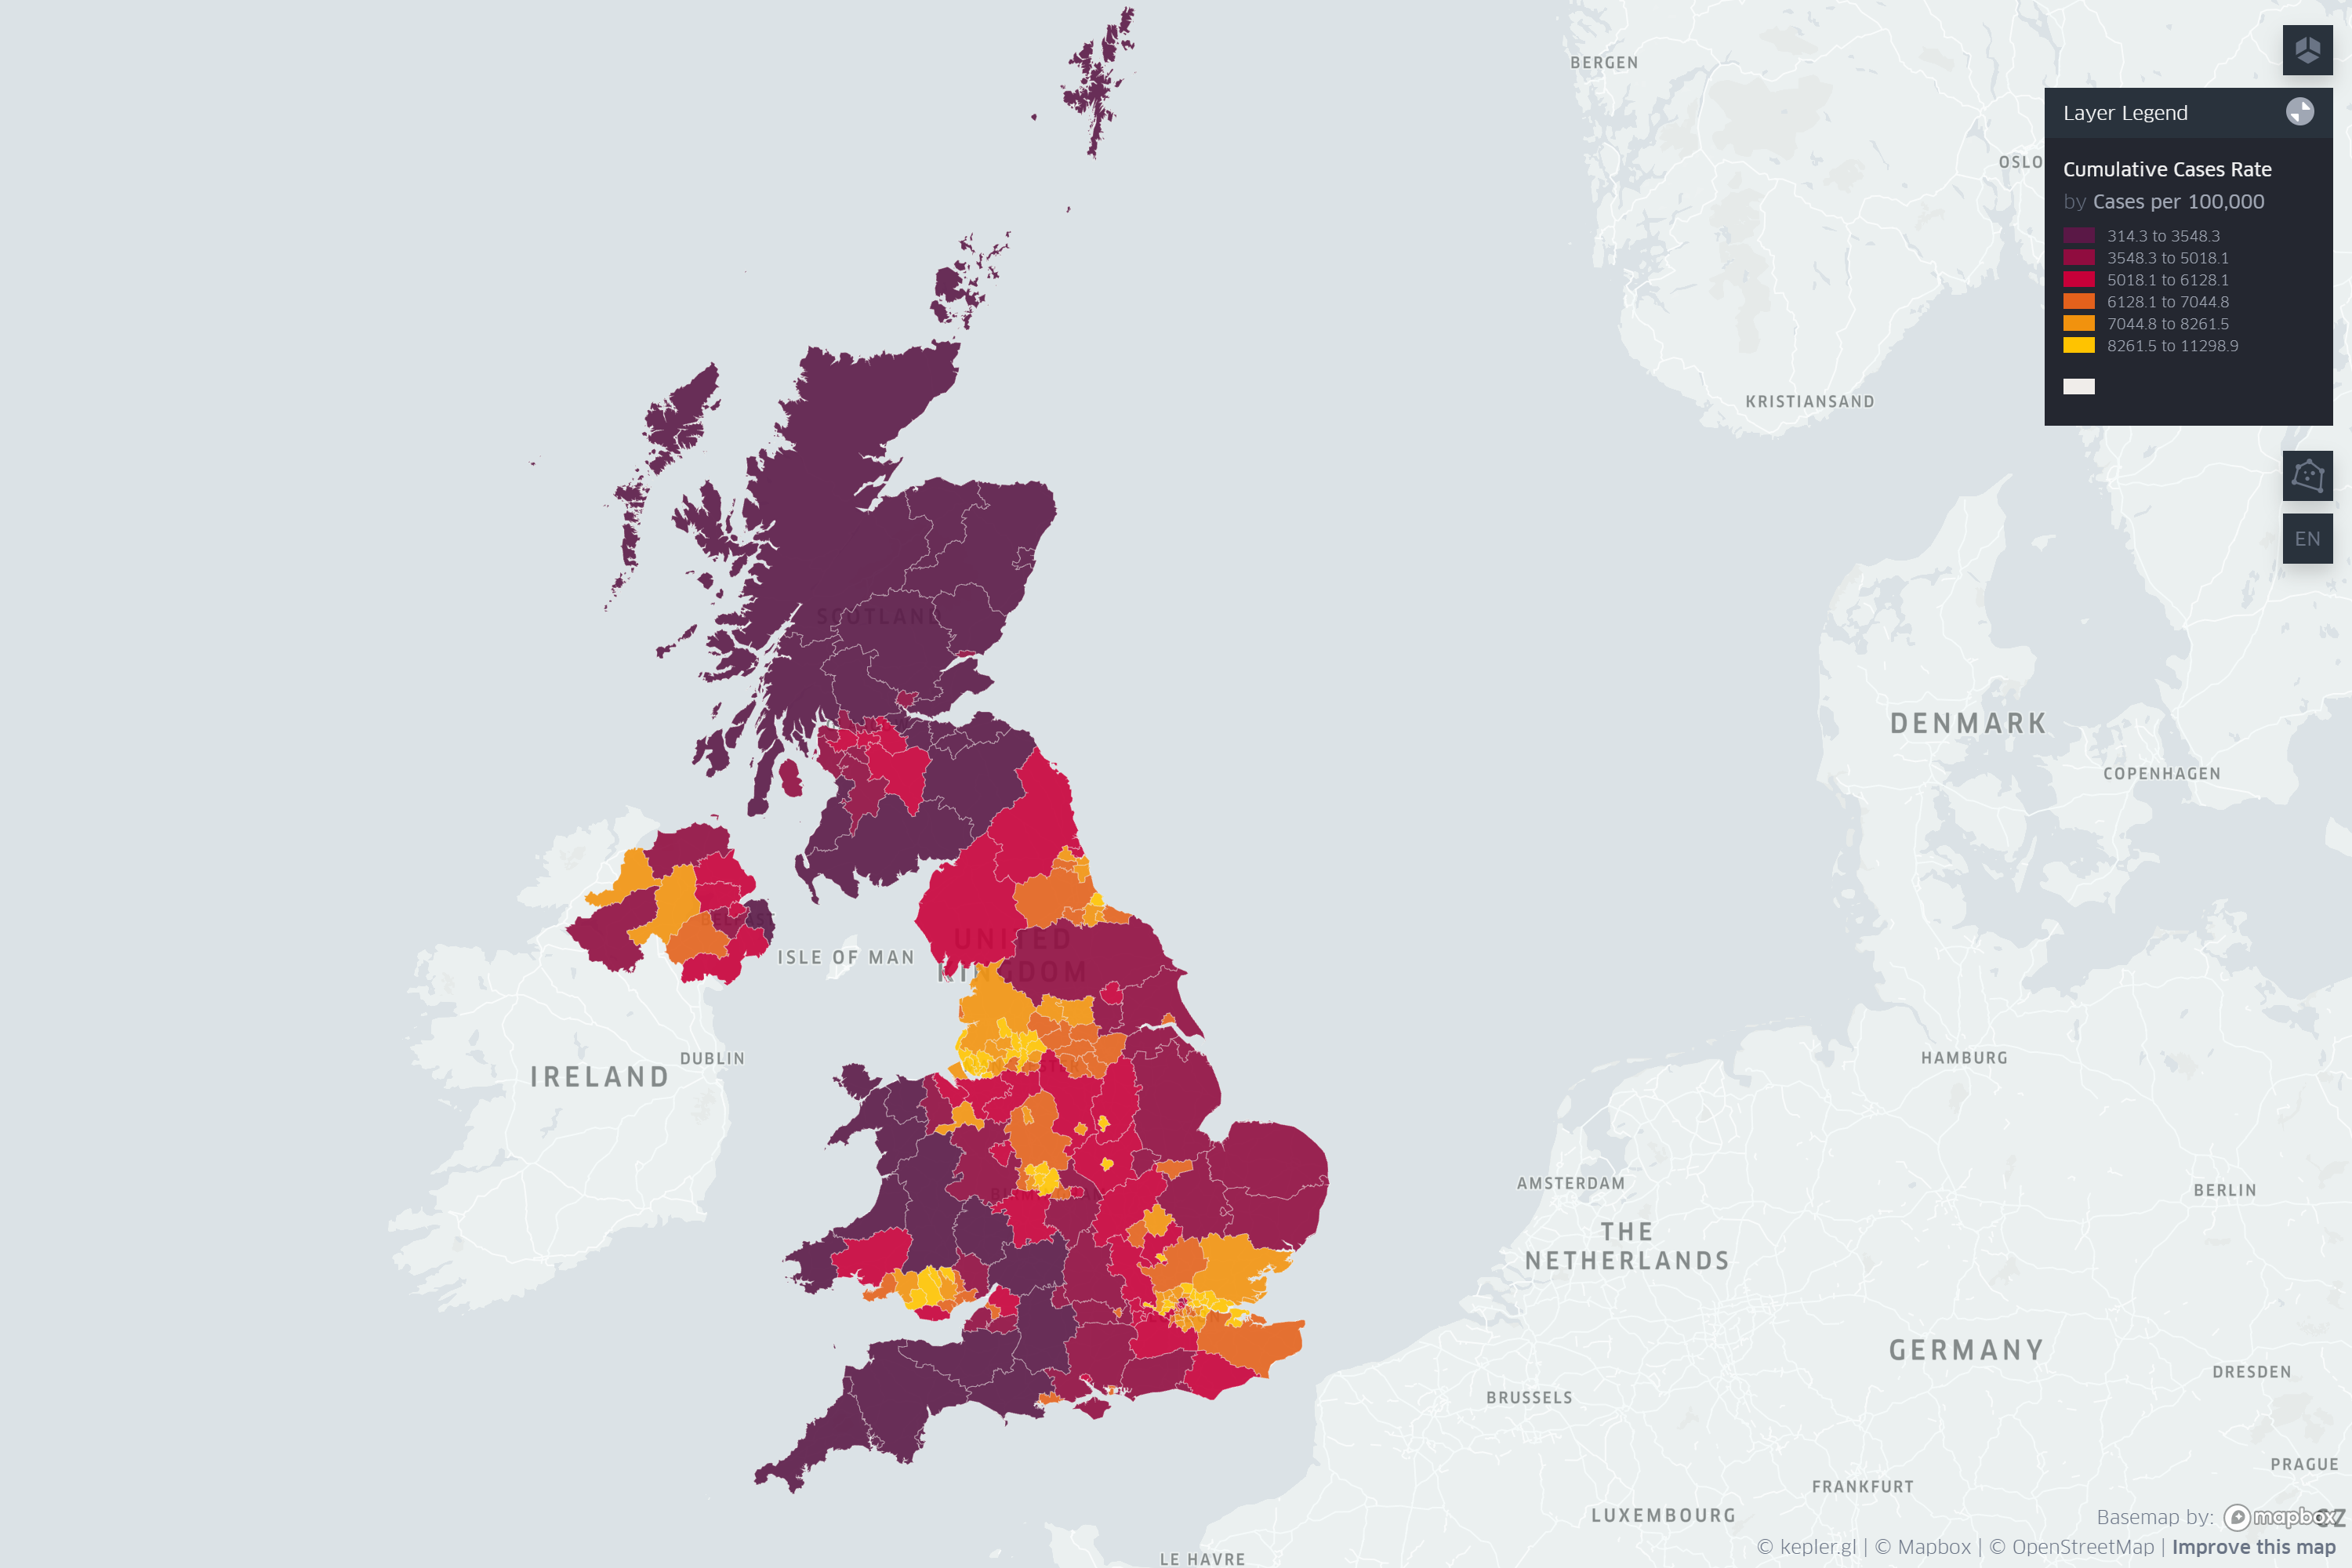 BERGEN
OSLO
Layer Legend
Cumulative Cases Rate
by Cases per 100,000
314.3 to 3548.3
3548.3 to 5018.1
5018.1 to 6128.1
6128.1 to 7044.8
7044.8 to 8261.5
8261.5 to 11298.9
KRISTIANSAND
EN
SCOTLAND
DENMARK
COPENHAGEN
ISLE OF MAN
UNITED
KINGDOM
DUBLIN
IRELAND
HAMBURG
AMSTERDAM
BERLIN
THE
NETHERLANDS
GERMANY
DRESDEN
BRUSSELS
PRAGUE
FRANKFURT
LUXEMBOURG
Basemap by: mapbox
CZ
LE HAVRE
© kepler.gl | © Mapbox | © OpenStreetMap | Improve this map